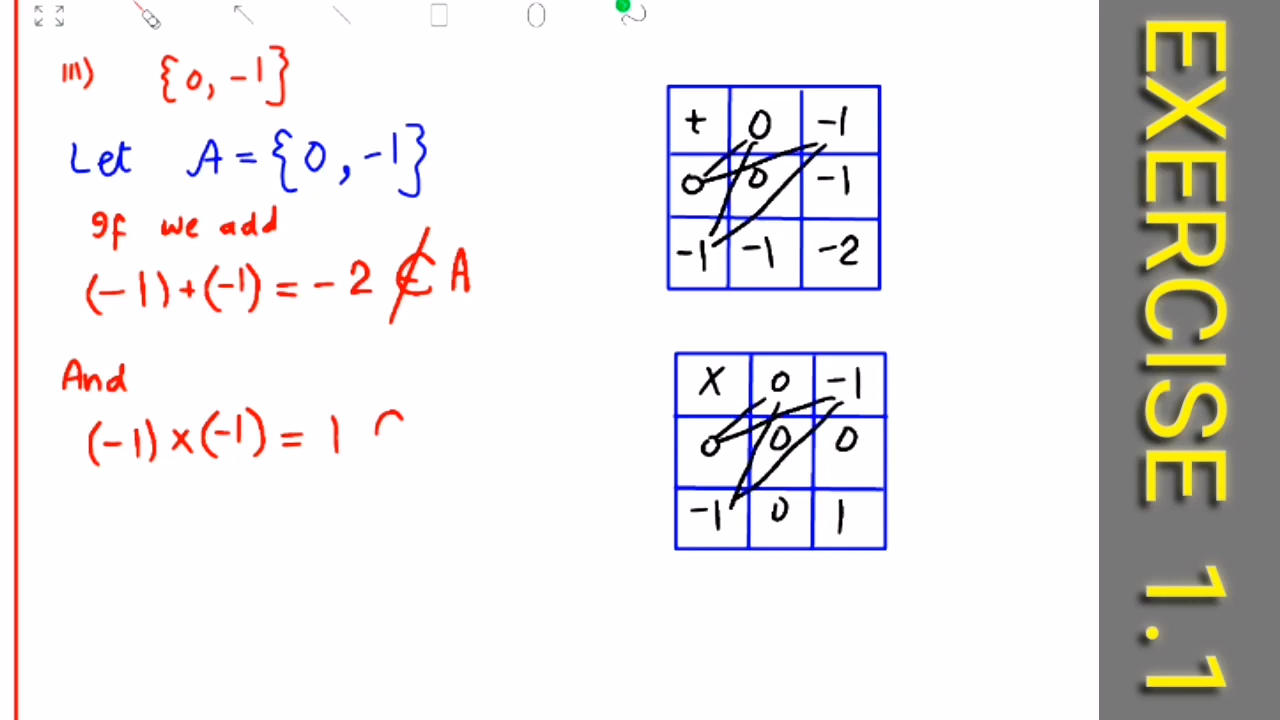 111) {0, -1}
Let A = {0, -1}
If we add
(-1)+(-1) = -2 ∉ A
And
(-1)×(-1) = 1
+ 0 -1
0 0 -1
-1 -1 -2
X 0 -1
0 0 0
-1 0 1
EXERCISE 1.1